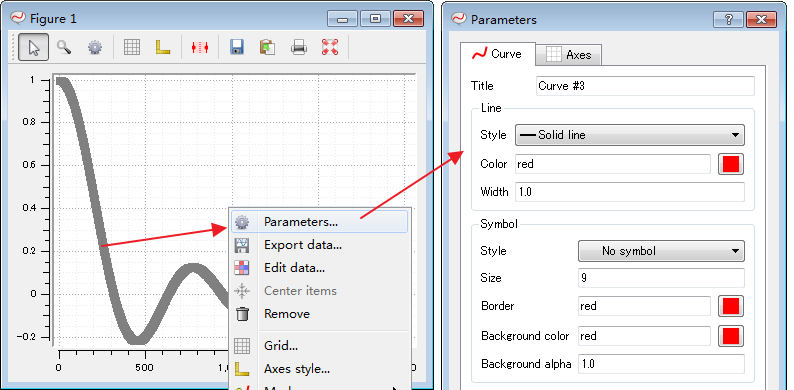 Figure 1
1
0.8
0.6
0.4
0.2
0
-0.2
0
500
Parameters...
Export data...
Edit data...
Center items
Remove
Grid...
Axes style...
Parameters
Curve
Axes
Title
Curve #3
Line
Style
Solid line
Color
red
Width
1.0
Symbol
Style
No symbol
Size
9
Border
red
Background color
red
Background alpha
1.0